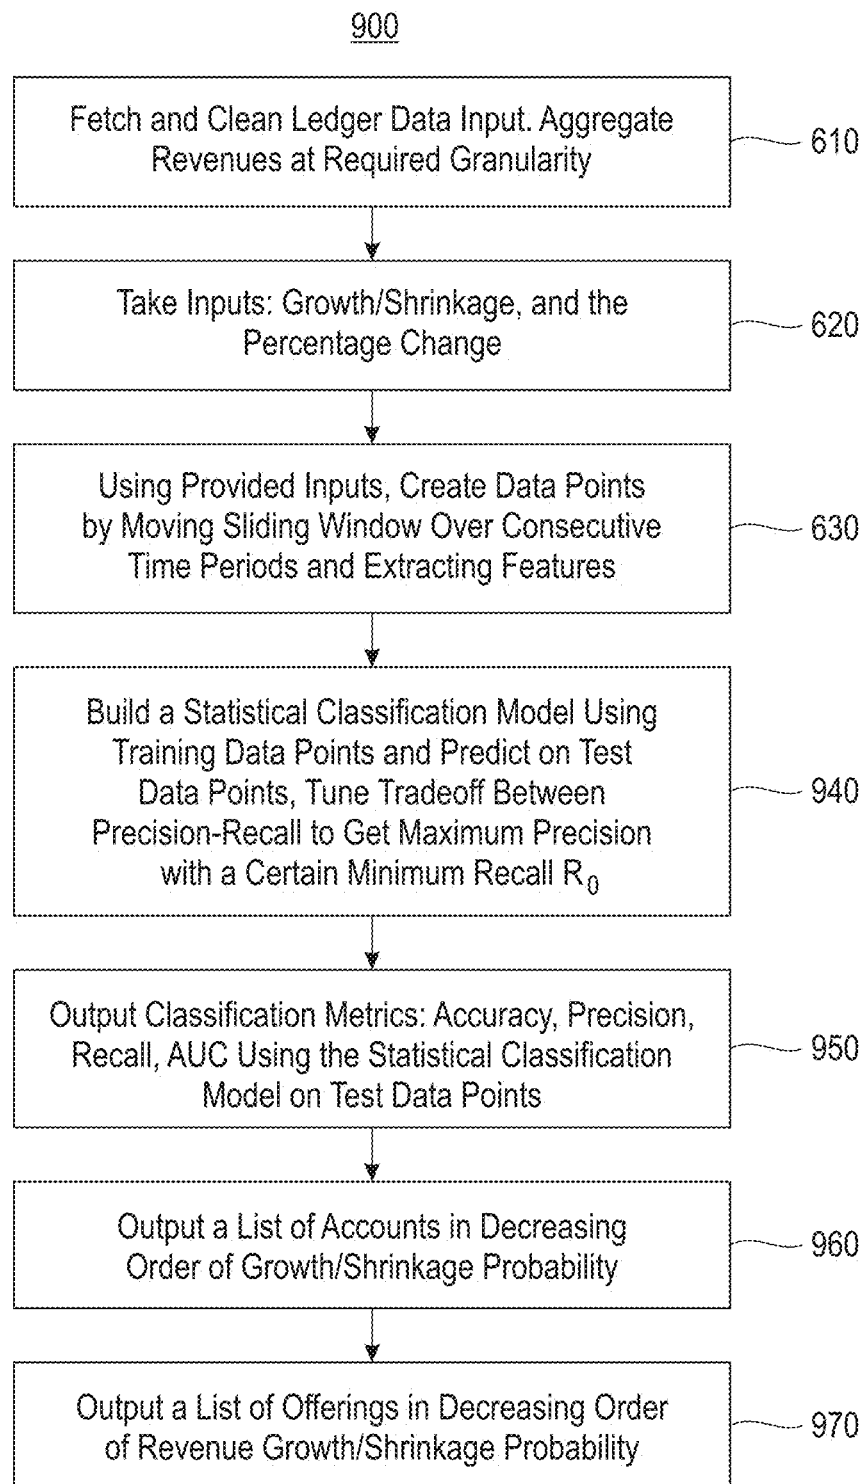 900
Fetch and Clean Ledger Data Input. Aggregate
Revenues at Required Granularity
610
Take Inputs: Growth/Shrinkage, and the
Percentage Change
620
Using Provided Inputs, Create Data Points
by Moving Sliding Window Over Consecutive
Time Periods and Extracting Features
630
Build a Statistical Classification Model Using
Training Data Points and Predict on Test
Data Points, Tune Tradeoff Between
Precision-Recall to Get Maximum Precision
with a Certain Minimum Recall R₀
940
Output Classification Metrics: Accuracy, Precision,
Recall, AUC Using the Statistical Classification
Model on Test Data Points
950
Output a List of Accounts in Decreasing
Order of Growth/Shrinkage Probability
960
Output a List of Offerings in Decreasing Order
of Revenue Growth/Shrinkage Probability
970